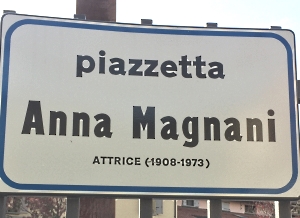 piazzetta
Anna Magnani
ATTRICE (1908-1973)